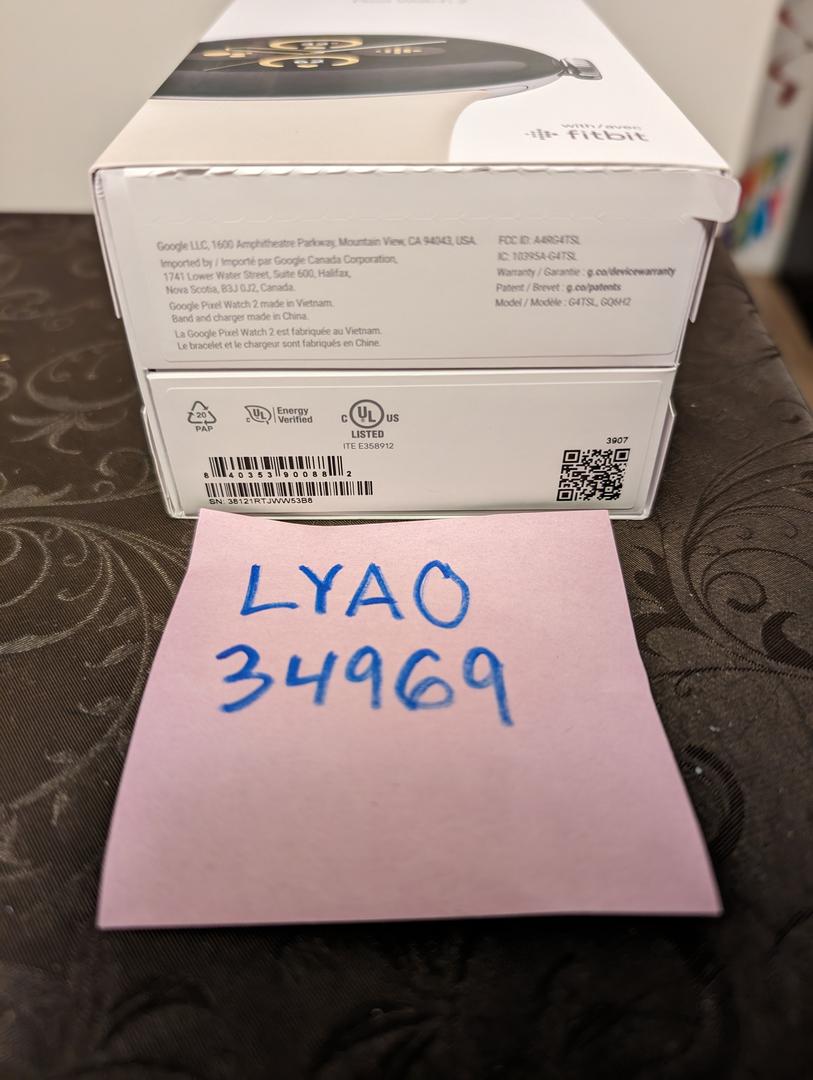 with/avec
fitbit
Google LLC, 1600 Amphitheatre Parkway, Mountain View, CA 94043, USA.
Imported by / Importé par Google Canada Corporation,
1741 Lower Water Street, Suite 600, Halifax,
Nova Scotia, B3J 0J2, Canada.
Google Pixel Watch 2 made in Vietnam.
Band and charger made in China.
La Google Pixel Watch 2 est fabriquée au Vietnam.
Le bracelet et le chargeur sont fabriqués en Chine.
FCC ID: A4RG4TSL
IC: 10395A-G4TSL
Warranty / Garantie : g.co/devicewarranty
Patent / Brevet : g.co/patents
Model / Modèle : G4TSL, GQ6H2
20
PAP
c UL Energy
Verified
C UL US
LISTED
ITE E358912
3907
8 40353 90088 2
SN: 38121RTJWW53B8
LYAO
34969